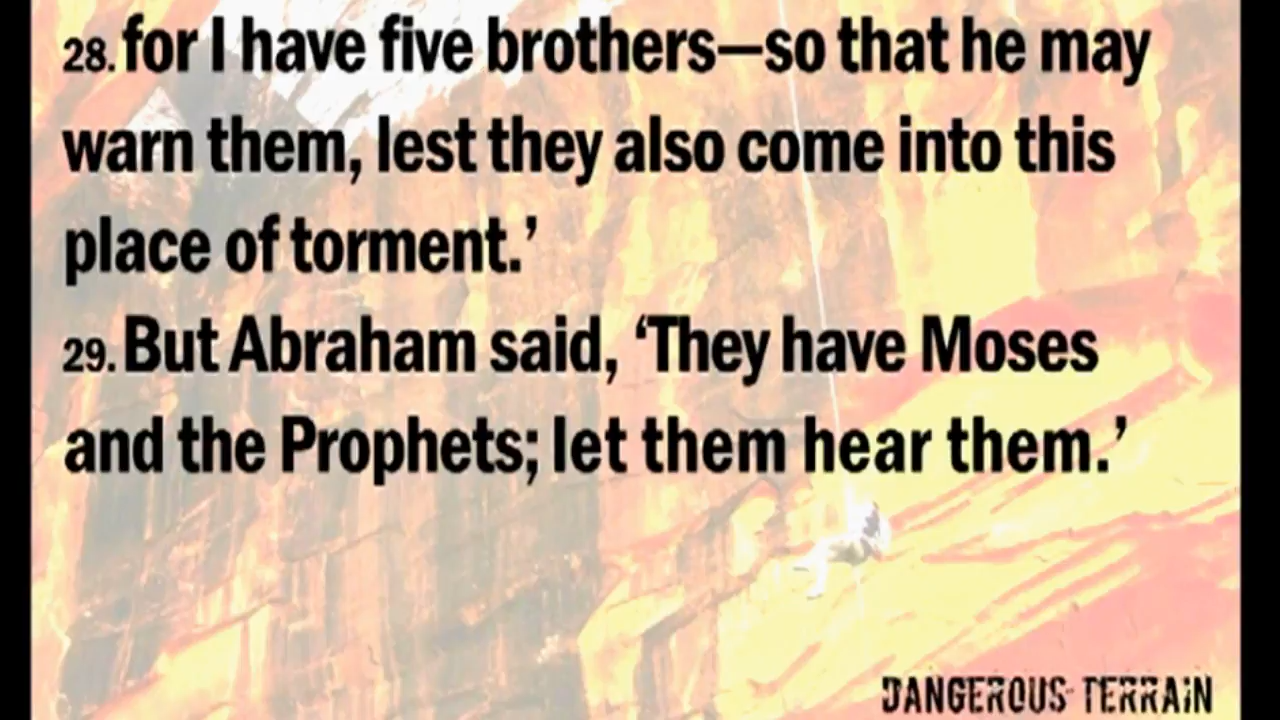 28. for I have five brothers—so that he may
warn them, lest they also come into this
place of torment.’
29. But Abraham said, ‘They have Moses
and the Prophets; let them hear them.’
DANGEROUS TERRAIN